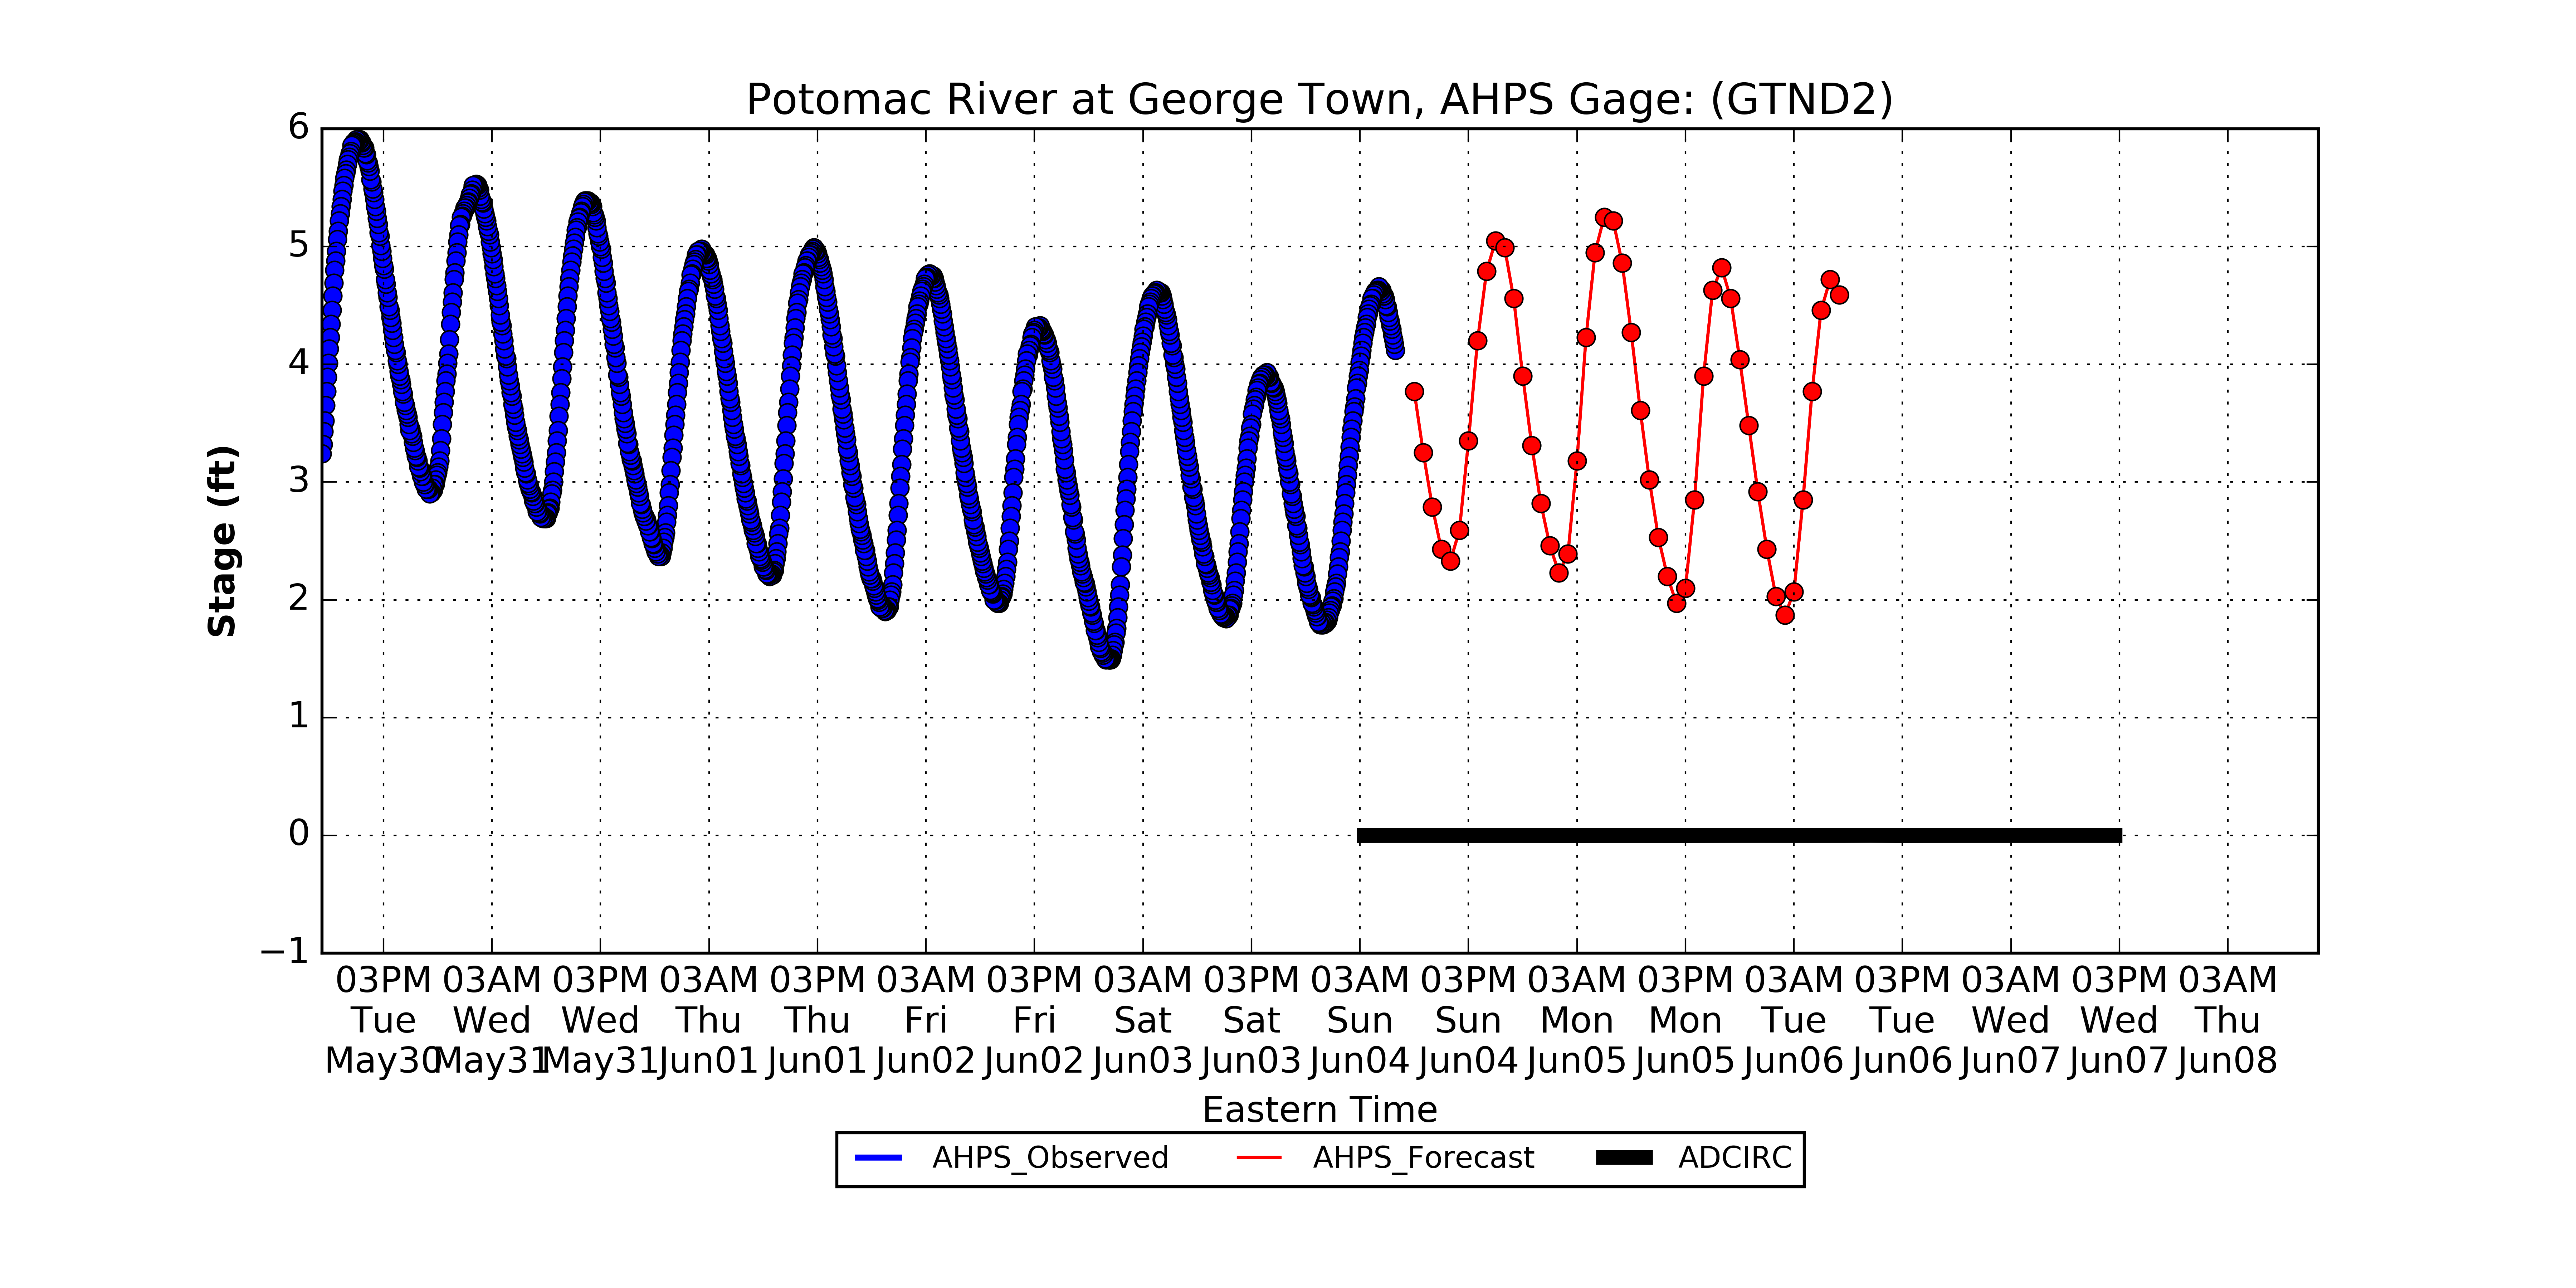 Potomac River at George Town, AHPS Gage: (GTND2)
6
5
4
3
2
1
0
−1
Stage (ft)
03PM 03AM 03PM 03AM 03PM 03AM 03PM 03AM 03PM 03AM 03PM 03AM 03PM 03AM 03PM 03AM 03PM 03AM
Tue Wed Wed Thu Thu Fri Fri Sat Sat Sun Sun Mon Mon Tue Tue Wed Wed Thu
May30 May31 May31 Jun01 Jun01 Jun02 Jun02 Jun03 Jun03 Jun04 Jun04 Jun05 Jun05 Jun06 Jun06 Jun07 Jun07 Jun08
Eastern Time
AHPS_Observed AHPS_Forecast ADCIRC